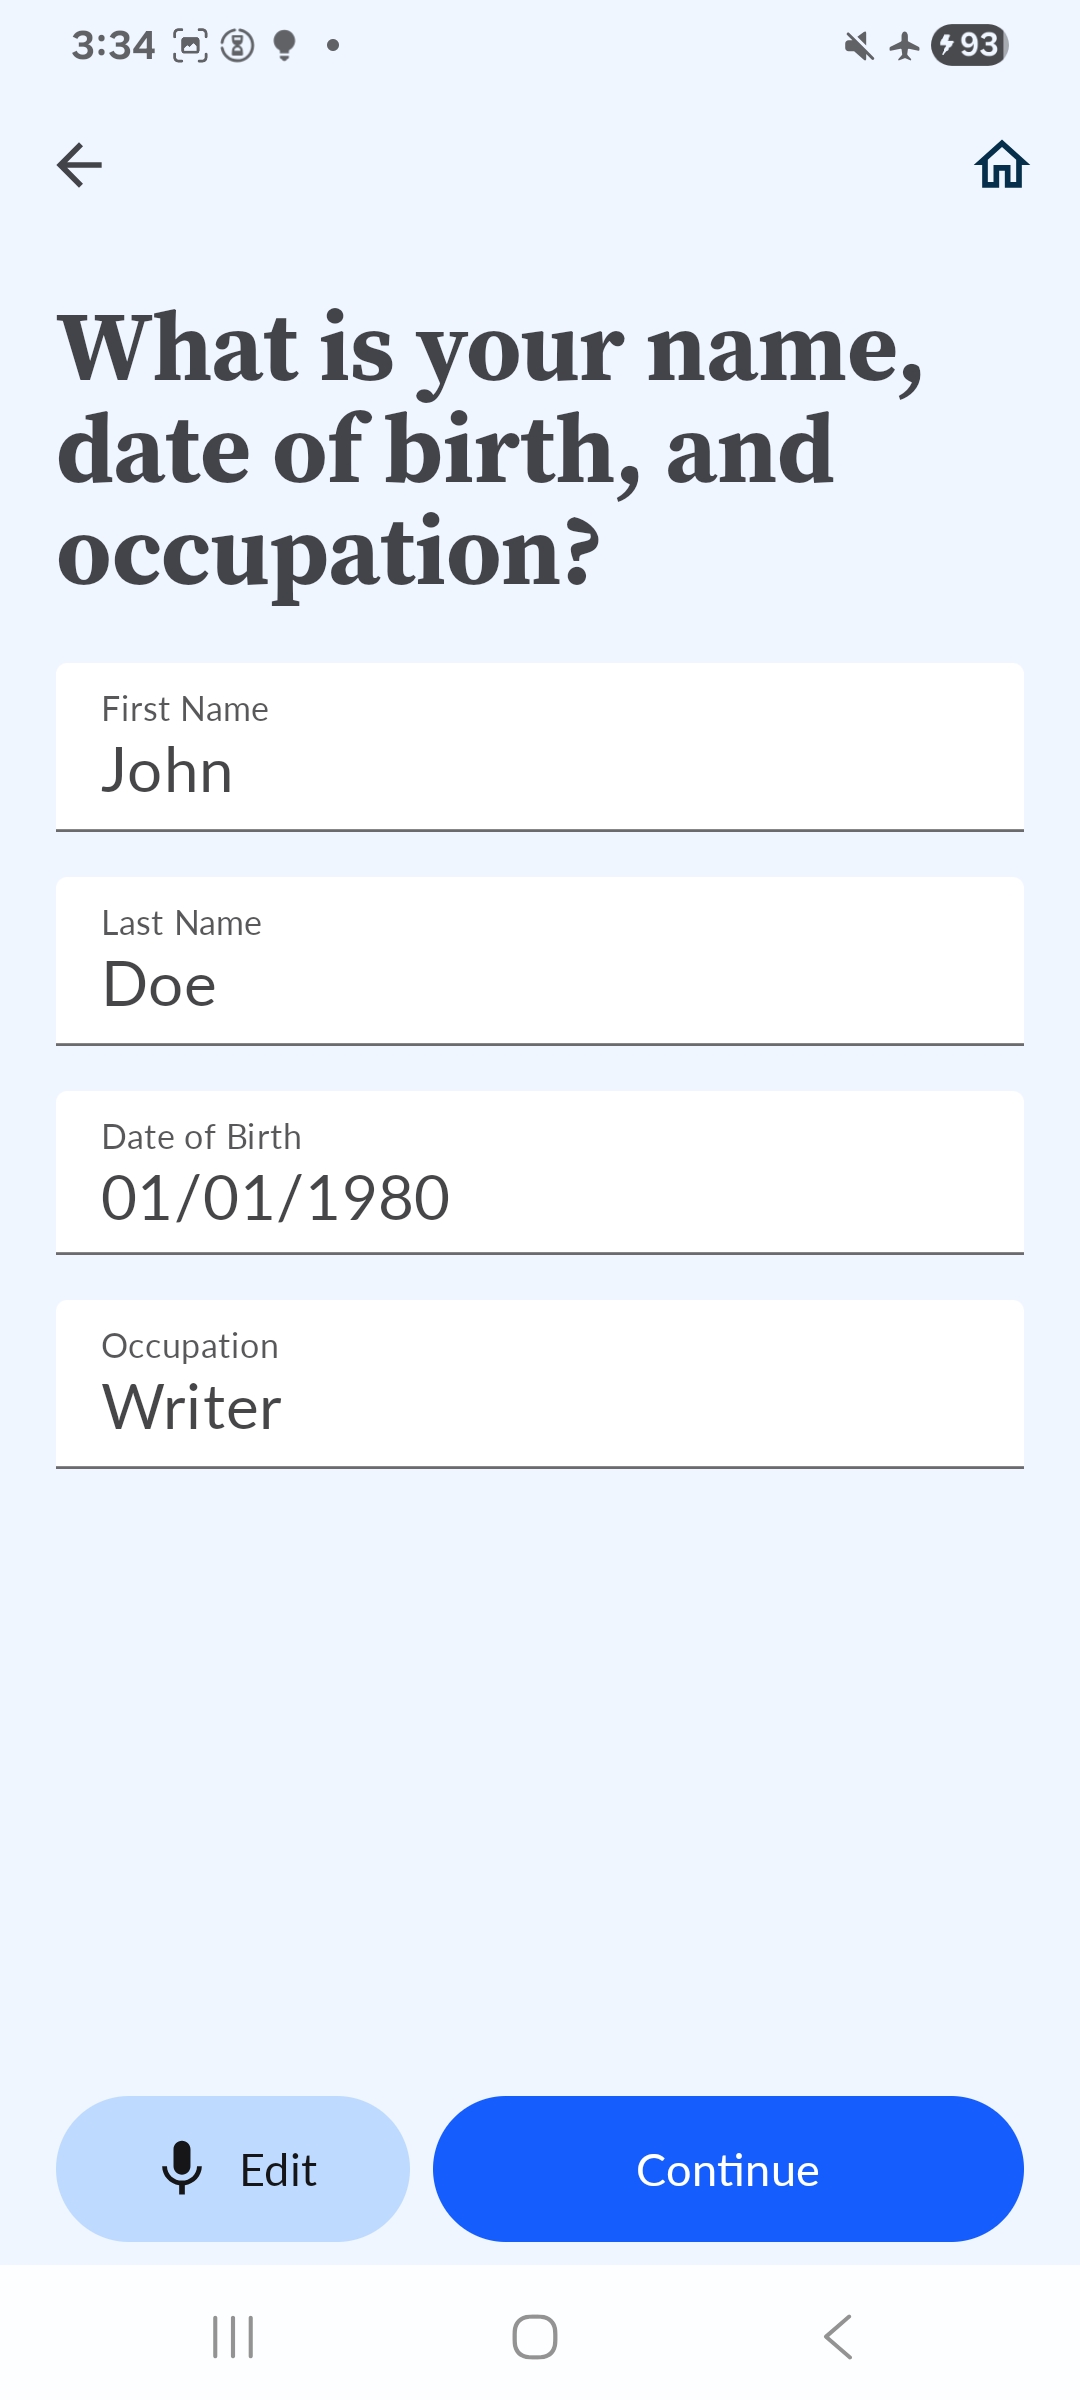 3:34
93
What is your name,
date of birth, and
occupation?
First Name
John
Last Name
Doe
Date of Birth
01/01/1980
Occupation
Writer
Edit
Continue